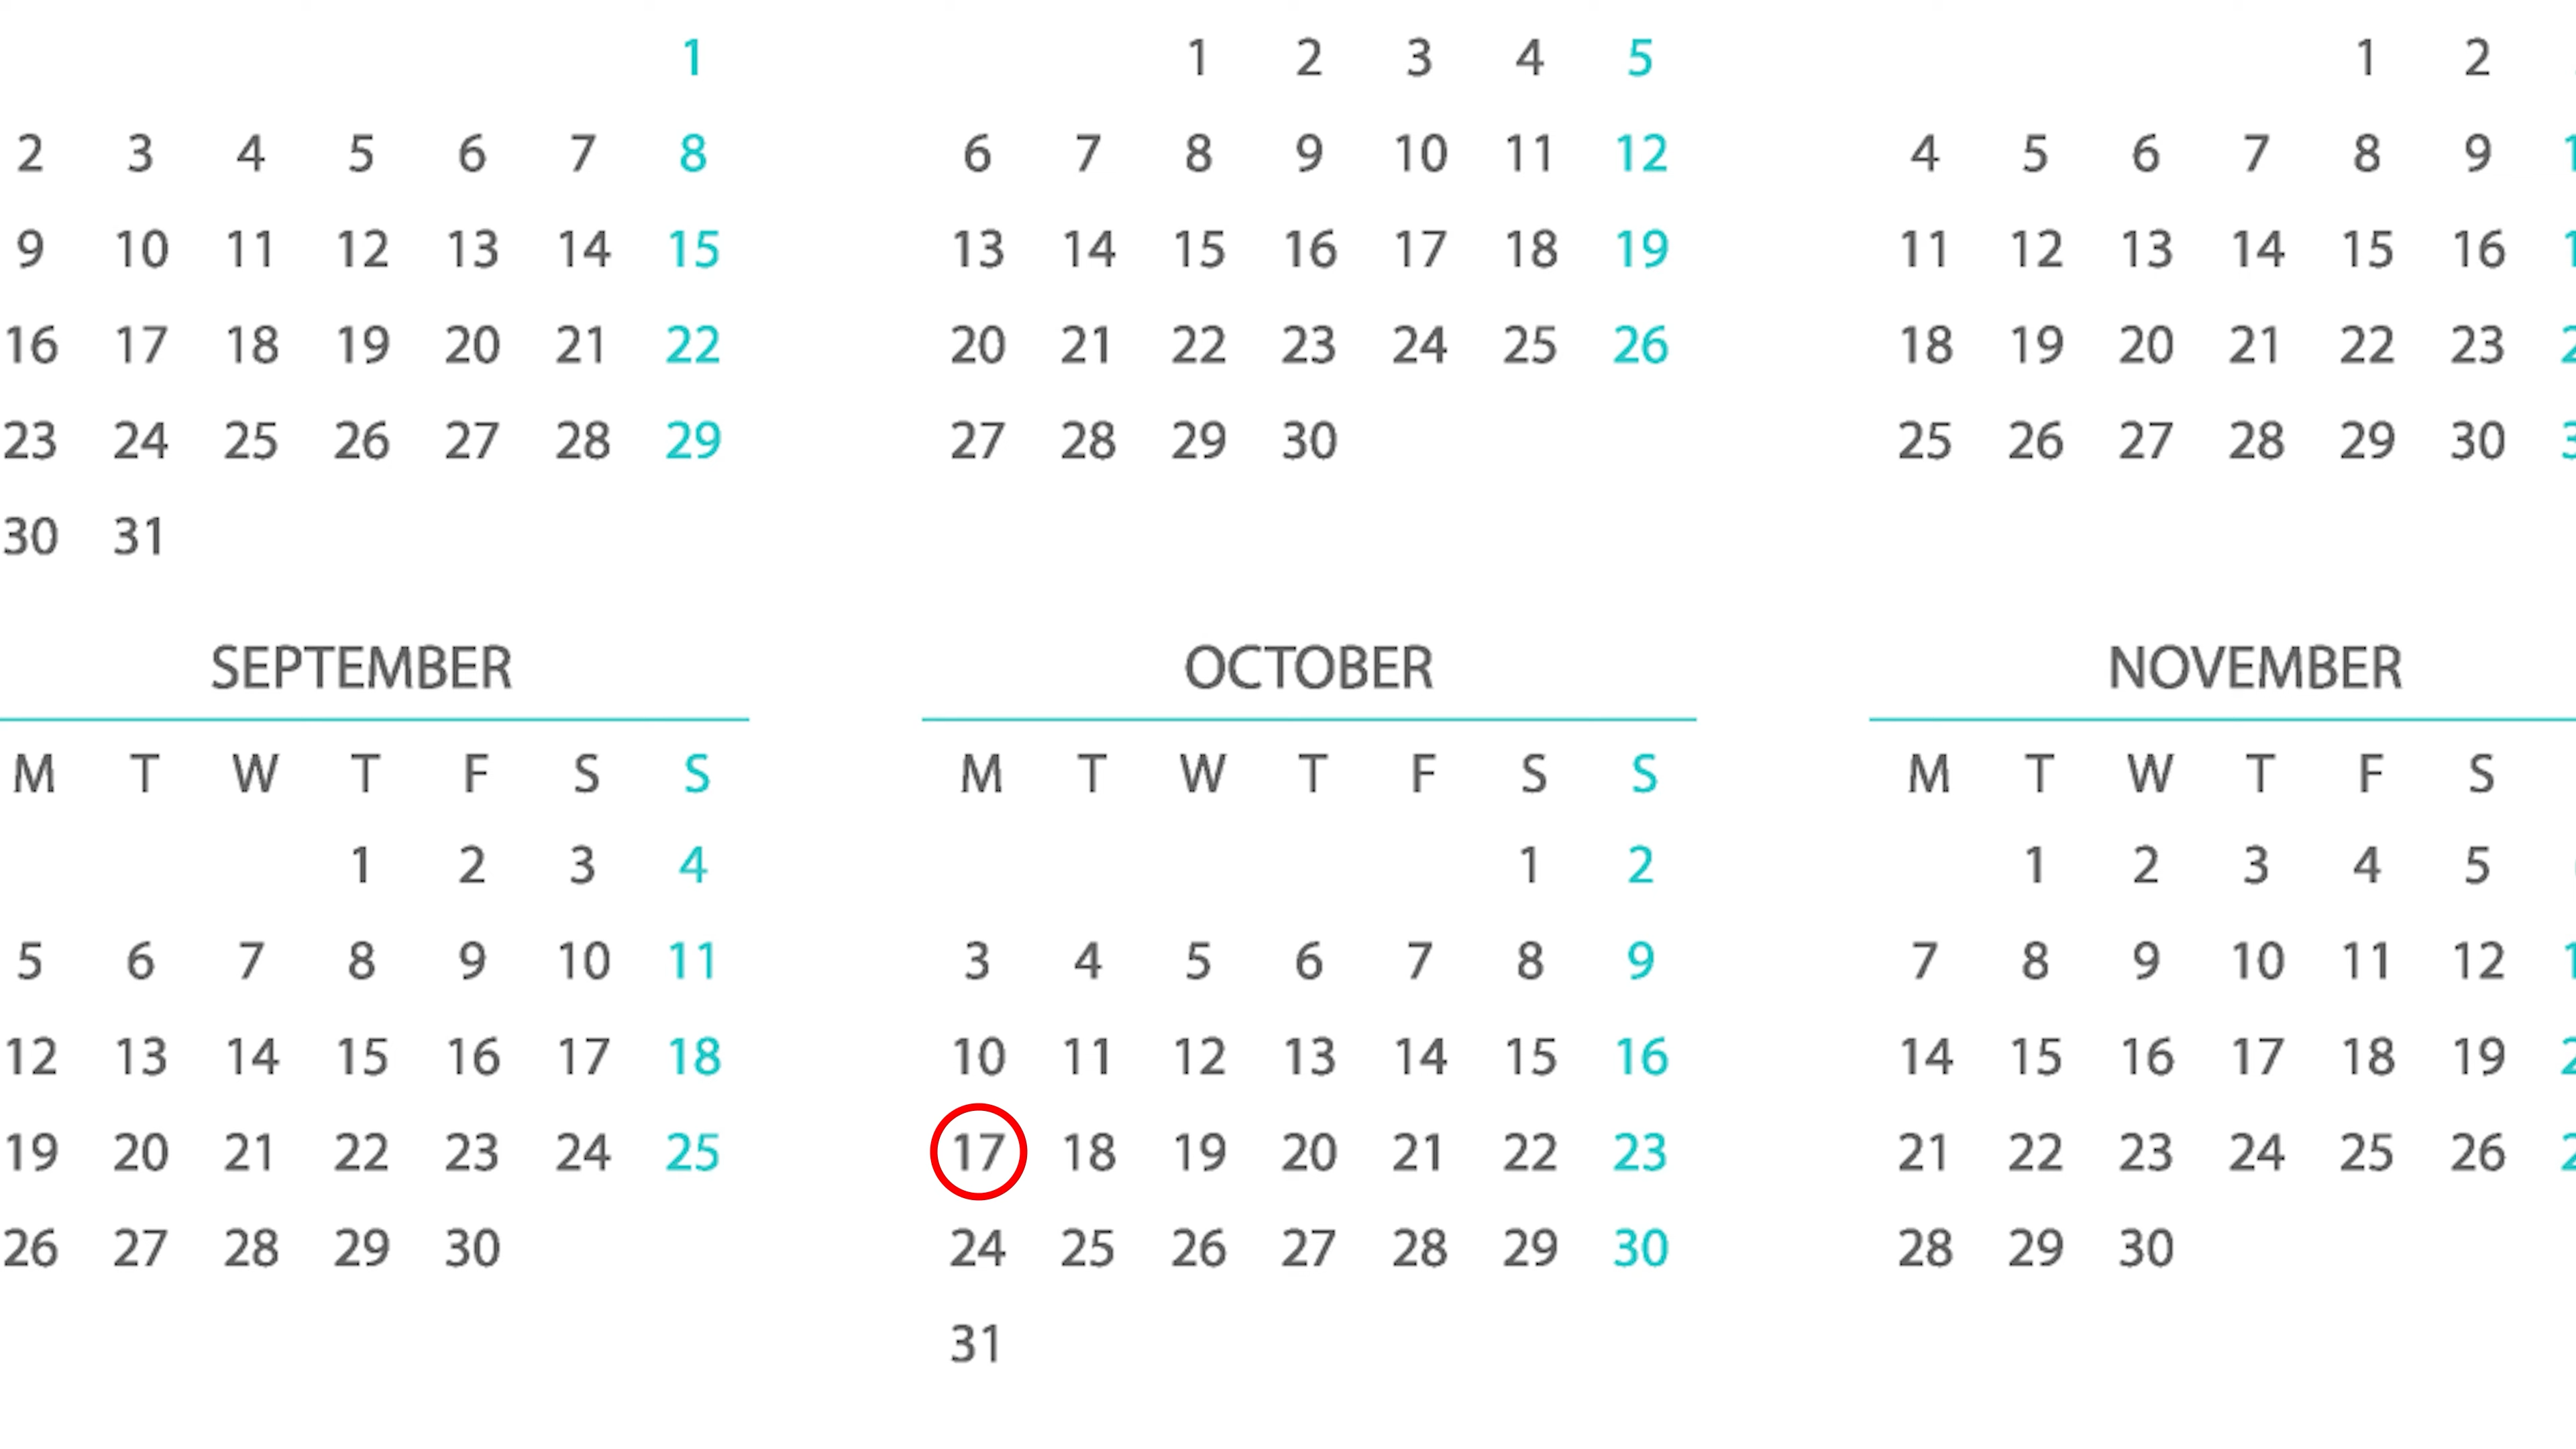 1
2 3 4 5 6 7 8
9 10 11 12 13 14 15
16 17 18 19 20 21 22
23 24 25 26 27 28 29
30 31
1 2 3 4 5
6 7 8 9 10 11 12
13 14 15 16 17 18 19
20 21 22 23 24 25 26
27 28 29 30
1 2
4 5 6 7 8 9
11 12 13 14 15 16
18 19 20 21 22 23
25 26 27 28 29 30
SEPTEMBER
M T W T F S S
1 2 3 4
5 6 7 8 9 10 11
12 13 14 15 16 17 18
19 20 21 22 23 24 25
26 27 28 29 30
OCTOBER
M T W T F S S
1 2
3 4 5 6 7 8 9
10 11 12 13 14 15 16
17 18 19 20 21 22 23
24 25 26 27 28 29 30
31
NOVEMBER
M T W T F S
1 2 3 4 5
7 8 9 10 11 12
14 15 16 17 18 19
21 22 23 24 25 26
28 29 30